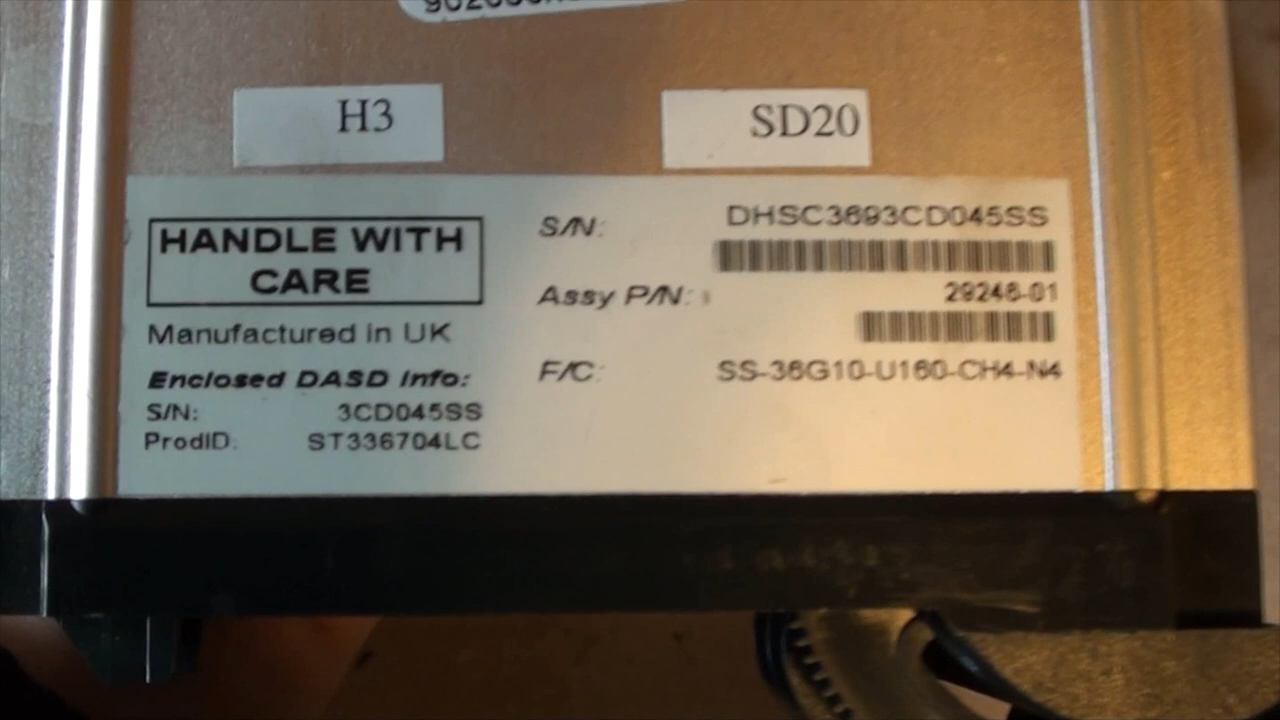 H3
SD20
HANDLE WITH
CARE
Manufactured in UK
Enclosed DASD Info:
S/N: 3CD045SS
ProdID: ST336704LC
S/N: DHSC3693CD045SS
Assy P/N: 29246-01
F/C: SS-36G10-U160-CH4-N4